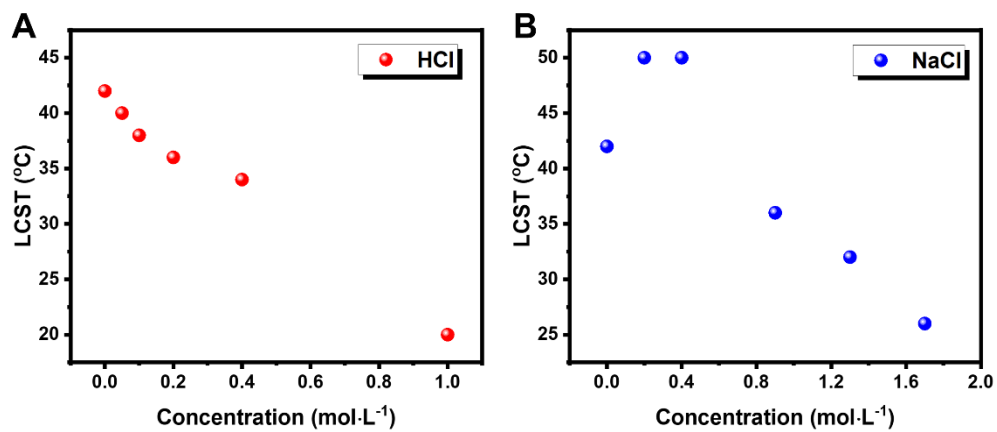 A
HCl
45
40
35
30
25
20
LCST (°C)
0.0 0.2 0.4 0.6 0.8 1.0
Concentration (mol·L⁻¹)
B
NaCl
50
45
40
35
30
25
LCST (°C)
0.0 0.4 0.8 1.2 1.6 2.0
Concentration (mol·L⁻¹)